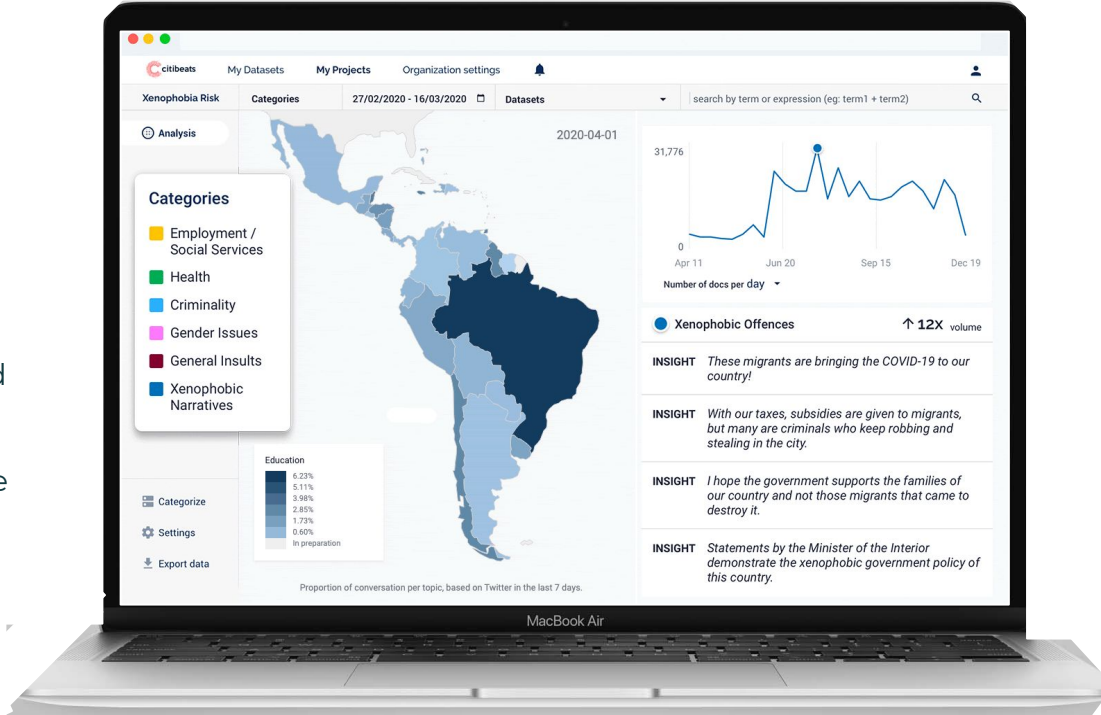 citibeats
My Datasets
My Projects
Organization settings
Xenophobia Risk
Categories
27/02/2020 - 16/03/2020
Datasets
search by term or expression (eg: term1 + term2)
Analysis
2020-04-01
Categories
Employment /
Social Services
Health
Criminality
Gender Issues
General Insults
Xenophobic
Narratives
Education
6.23%
5.11%
3.98%
2.85%
1.73%
0.60%
In preparation
Categorize
Settings
Export data
Proportion of conversation per topic, based on Twitter in the last 7 days.
31,776
0
Apr 11
Jun 20
Sep 15
Dec 19
Number of docs per day
Xenophobic Offences
↑ 12X volume
INSIGHT These migrants are bringing the COVID-19 to our
country!
INSIGHT With our taxes, subsidies are given to migrants,
but many are criminals who keep robbing and
stealing in the city.
INSIGHT I hope the government supports the families of
our country and not those migrants that came to
destroy it.
INSIGHT Statements by the Minister of the Interior
demonstrate the xenophobic government policy of
this country.
MacBook Air